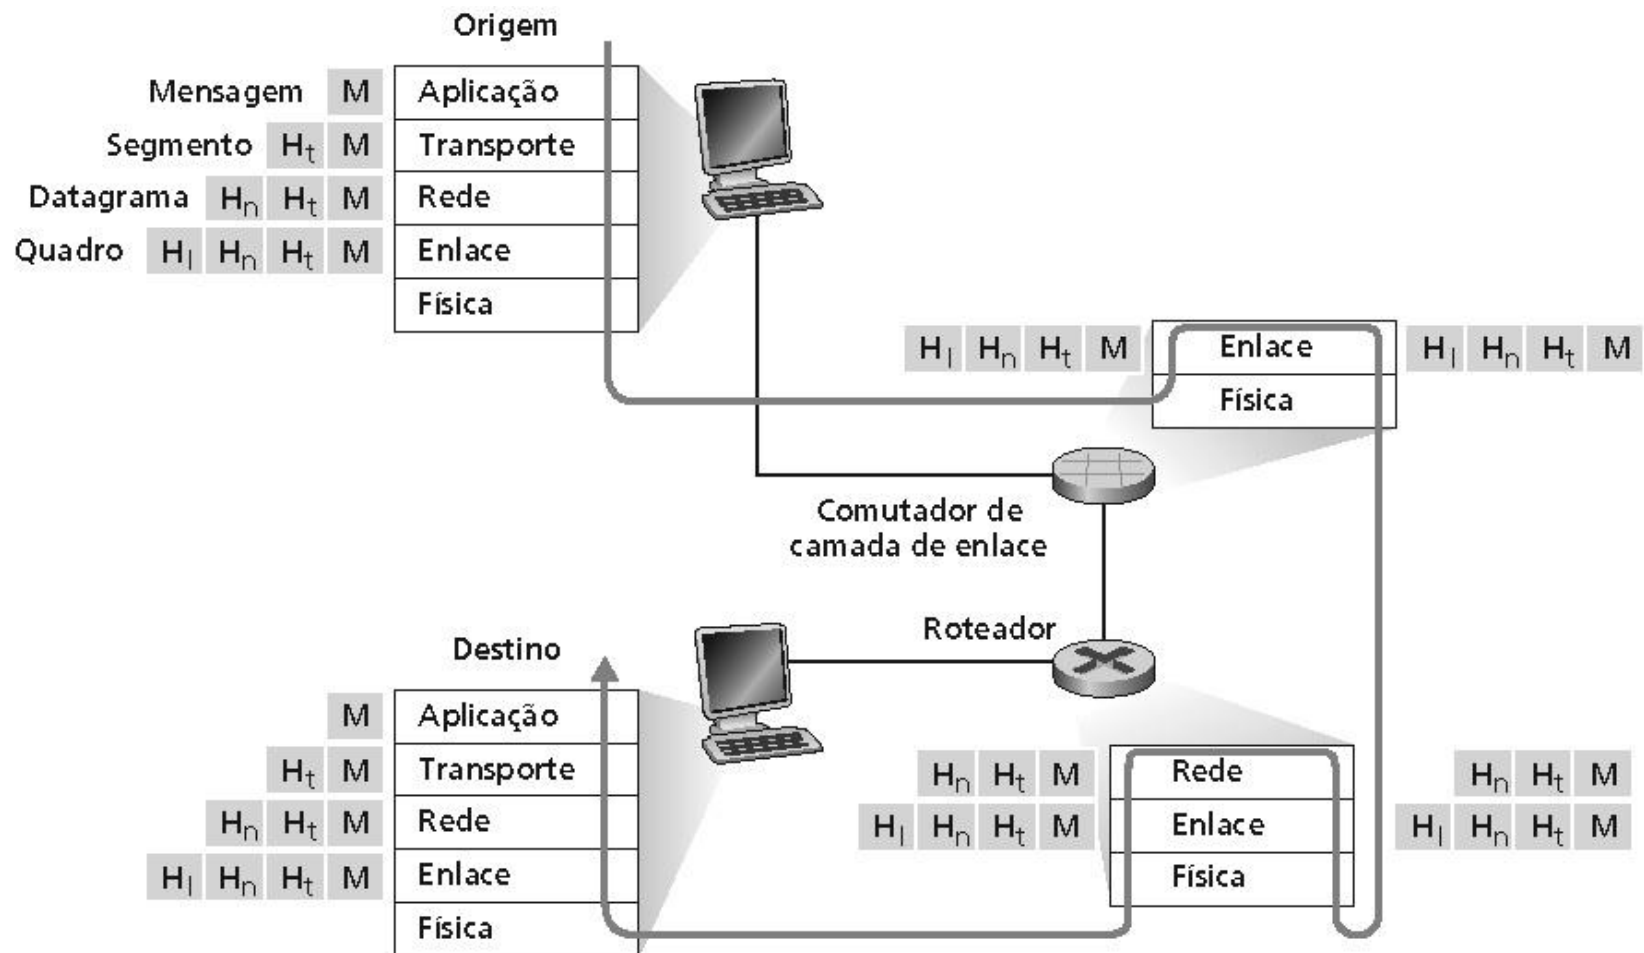 Origem
Mensagem M Aplicação
Segmento Ht M Transporte
Datagrama Hn Ht M Rede
Quadro Hl Hn Ht M Enlace
Física
Hl Hn Ht M Enlace Hl Hn Ht M
Física
Comutador de
camada de enlace
Roteador
Destino
M Aplicação
Ht M Transporte
Hn Ht M Rede
Hl Hn Ht M Enlace
Física
Hn Ht M Rede Hn Ht M
Hl Hn Ht M Enlace Hl Hn Ht M
Física